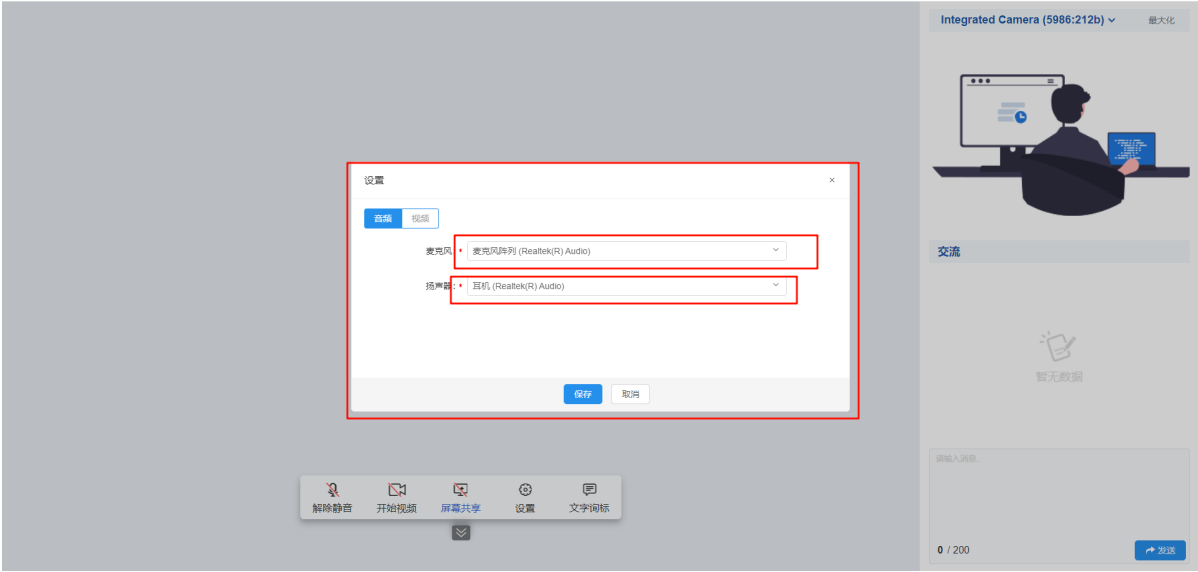 Integrated Camera (5986:212b)
最大化
设置
×
音频 视频
麦克风: * 麦克风阵列 (Realtek(R) Audio)
扬声器: * 耳机 (Realtek(R) Audio)
保存 取消
解除静音 开始视频 屏幕共享 设置 文字询标
交流
暂无数据
请输入消息...
0 / 200
发送